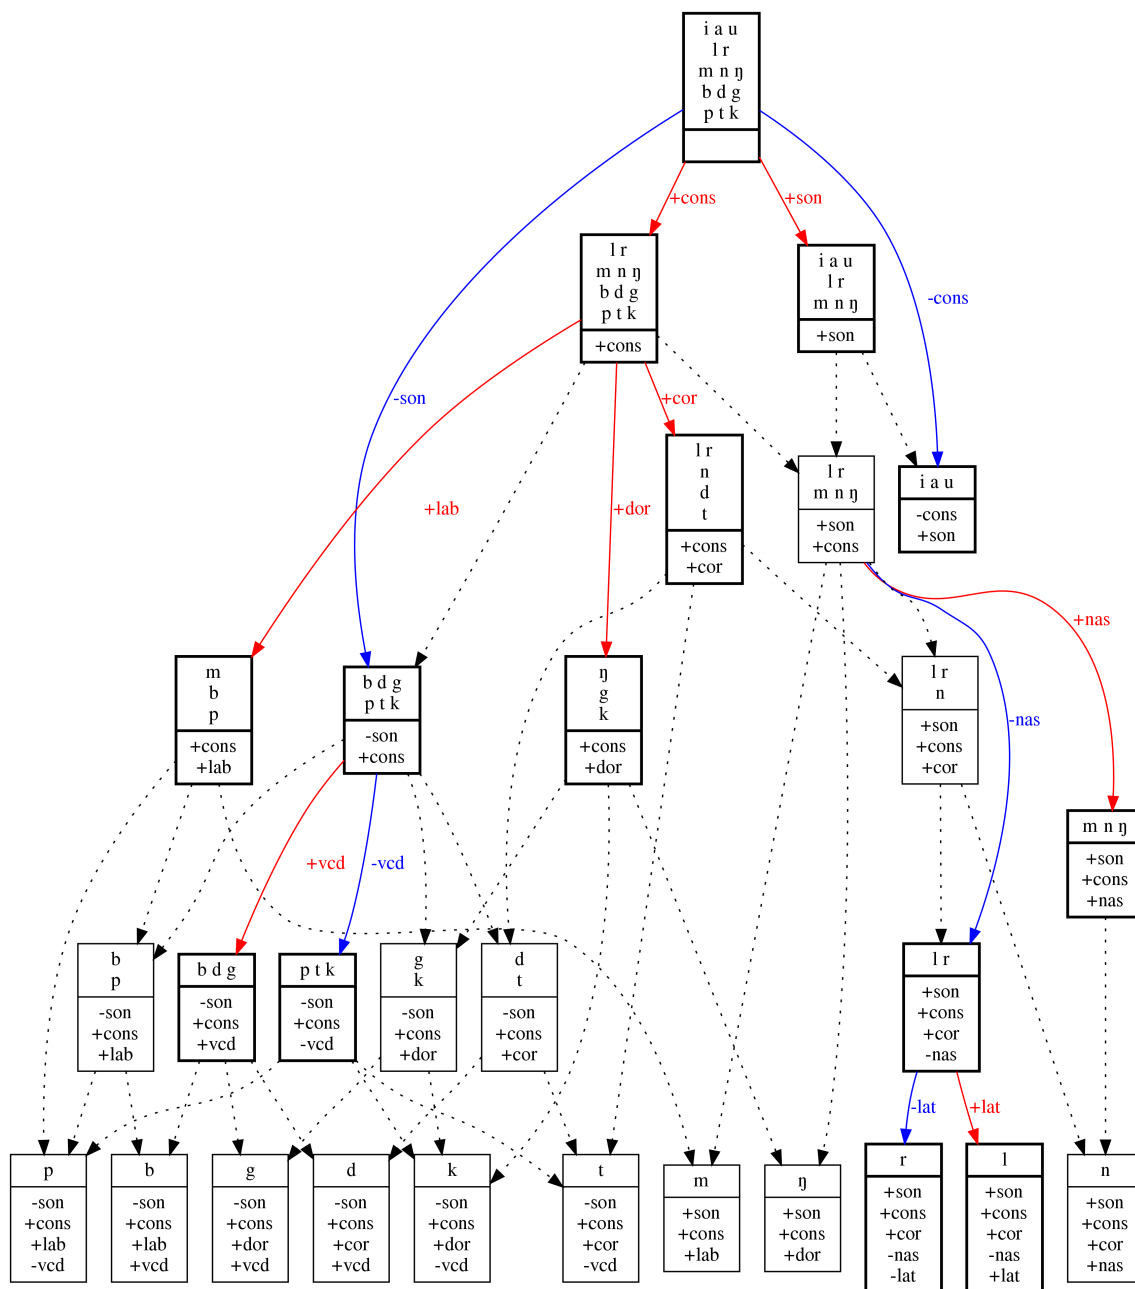 i a u
l r
m n ŋ
b d g
p t k
+cons
+son
l r
m n ŋ
b d g
p t k
+cons
i a u
l r
m n ŋ
+son
-cons
-son
+cor
l r
n
d
t
+cons
+cor
l r
m n ŋ
+son
+cons
i a u
-cons
+son
+lab
+dor
+nas
m
b
p
+cons
+lab
b d g
p t k
-son
+cons
ŋ
g
k
+cons
+dor
l r
n
+son
+cons
+cor
-nas
m n ŋ
+son
+cons
+nas
+vcd
-vcd
b
p
-son
+cons
+lab
b d g
-son
+cons
+vcd
p t k
-son
+cons
-vcd
g
k
-son
+cons
+dor
d
t
-son
+cons
+cor
l r
+son
+cons
+cor
-nas
-lat
+lat
p
-son
+cons
+lab
-vcd
b
-son
+cons
+lab
+vcd
g
-son
+cons
+dor
+vcd
d
-son
+cons
+cor
+vcd
k
-son
+cons
+dor
-vcd
t
-son
+cons
+cor
-vcd
m
+son
+cons
+lab
ŋ
+son
+cons
+dor
r
+son
+cons
+cor
-nas
-lat
l
+son
+cons
+cor
-nas
+lat
n
+son
+cons
+cor
+nas